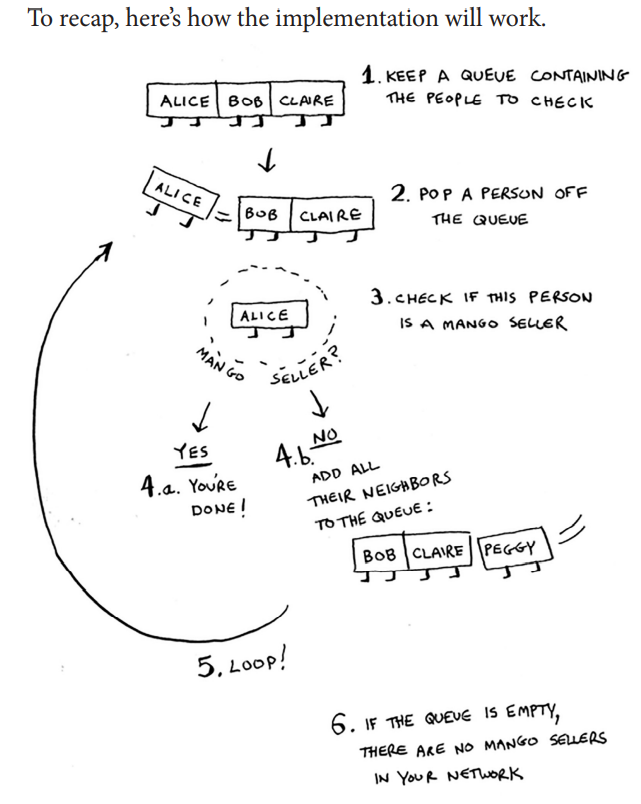 To recap, here's how the implementation will work.
ALICE BOB CLAIRE
1. KEEP A QUEUE CONTAINING
THE PEOPLE TO CHECK
ALICE
BOB CLAIRE
2. POP A PERSON OFF
THE QUEUE
ALICE
MANGO SELLER?
3. CHECK IF THIS PERSON
IS A MANGO SELLER
YES
4.a. YOU'RE
DONE!
4.b. NO
ADD ALL
THEIR NEIGHBORS
TO THE QUEUE:
BOB CLAIRE PEGGY
5. LOOP!
6. IF THE QUEUE IS EMPTY,
THERE ARE NO MANGO SELLERS
IN YOUR NETWORK